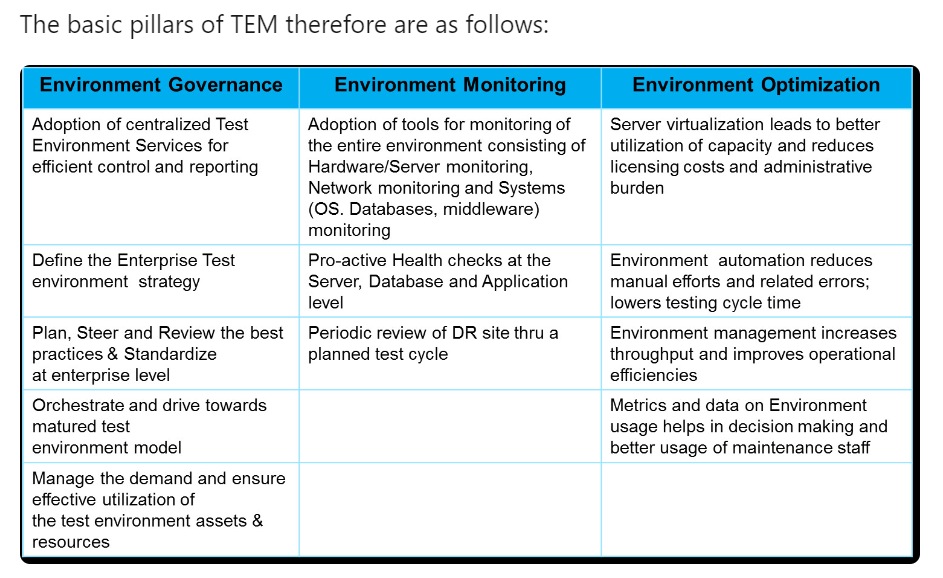 The basic pillars of TEM therefore are as follows:
Environment Governance
Environment Monitoring
Environment Optimization
Adoption of centralized Test
Environment Services for
efficient control and reporting
Adoption of tools for monitoring of
the entire environment consisting of
Hardware/Server monitoring,
Network monitoring and Systems
(OS. Databases, middleware)
monitoring
Server virtualization leads to better
utilization of capacity and reduces
licensing costs and administrative
burden
Define the Enterprise Test
environment strategy
Pro-active Health checks at the
Server, Database and Application
level
Environment automation reduces
manual efforts and related errors;
lowers testing cycle time
Plan, Steer and Review the best
practices & Standardize
at enterprise level
Periodic review of DR site thru a
planned test cycle
Environment management increases
throughput and improves operational
efficiencies
Orchestrate and drive towards
matured test
environment model
Metrics and data on Environment
usage helps in decision making and
better usage of maintenance staff
Manage the demand and ensure
effective utilization of
the test environment assets &
resources